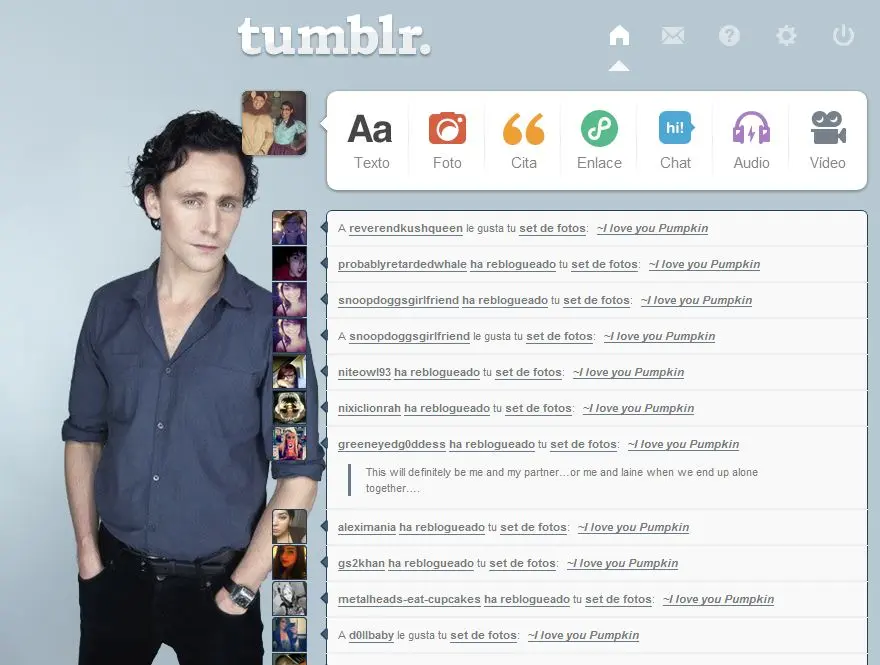 tumblr.
Aa
hi!
Texto Foto Cita Enlace Chat Audio Vídeo
A reverendkushqueen le gusta tu set de fotos: ~I love you Pumpkin
probablyretardedwhale ha reblogueado tu set de fotos: ~I love you Pumpkin
snoopdoggsgirlfriend ha reblogueado tu set de fotos: ~I love you Pumpkin
A snoopdoggsgirlfriend le gusta tu set de fotos: ~I love you Pumpkin
niteowl93 ha reblogueado tu set de fotos: ~I love you Pumpkin
nixiclionrah ha reblogueado tu set de fotos: ~I love you Pumpkin
greeneyedg0ddess ha reblogueado tu set de fotos: ~I love you Pumpkin
This will definitely be me and my partner…or me and laine when we end up alone
together….
aleximania ha reblogueado tu set de fotos: ~I love you Pumpkin
gs2khan ha reblogueado tu set de fotos: ~I love you Pumpkin
metalheads-eat-cupcakes ha reblogueado tu set de fotos: ~I love you Pumpkin
A d0llbaby le gusta tu set de fotos: ~I love you Pumpkin